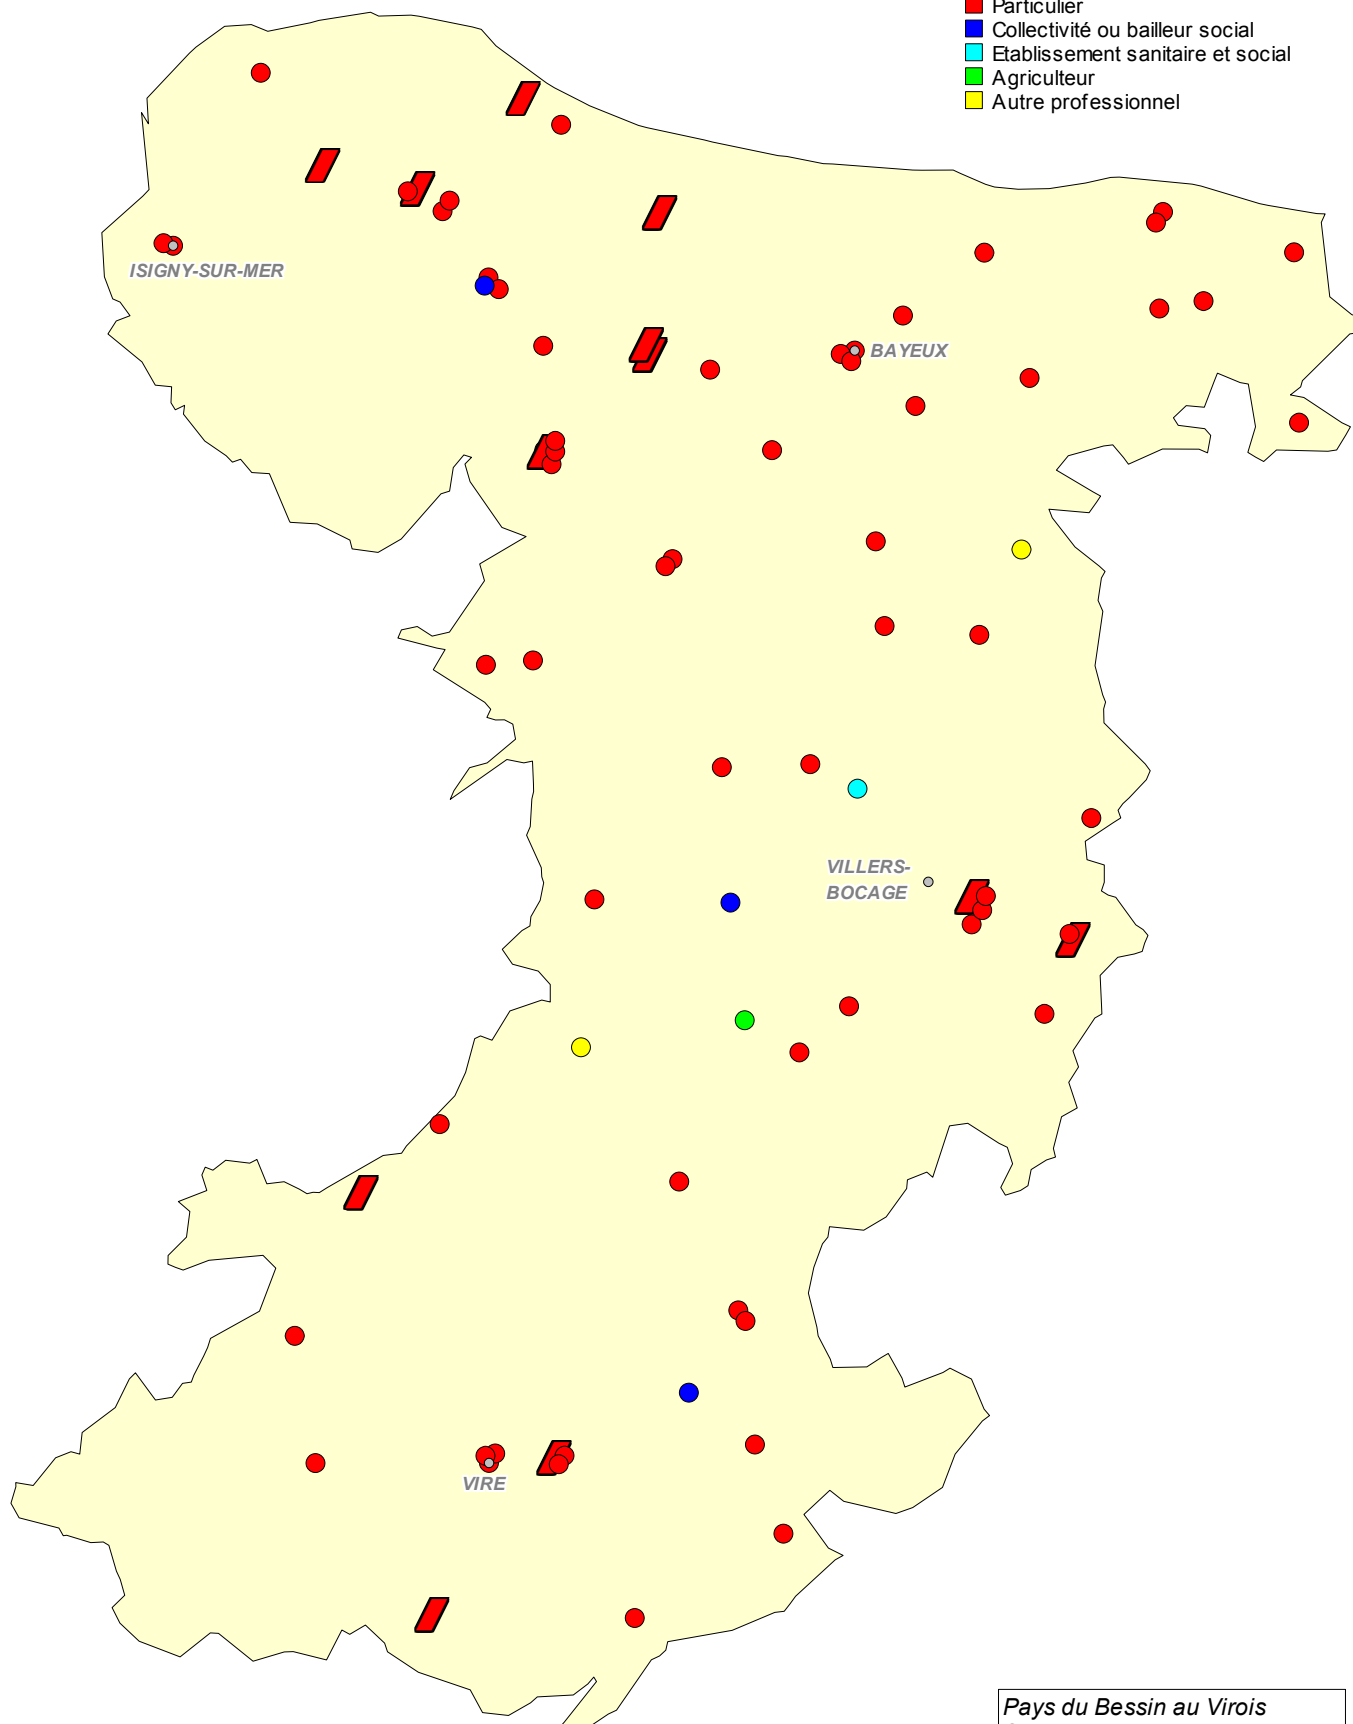 Particulier
Collectivité ou bailleur social
Etablissement sanitaire et social
Agriculteur
Autre professionnel
ISIGNY-SUR-MER
BAYEUX
VILLERS-
BOCAGE
VIRE
Pays du Bessin au Virois